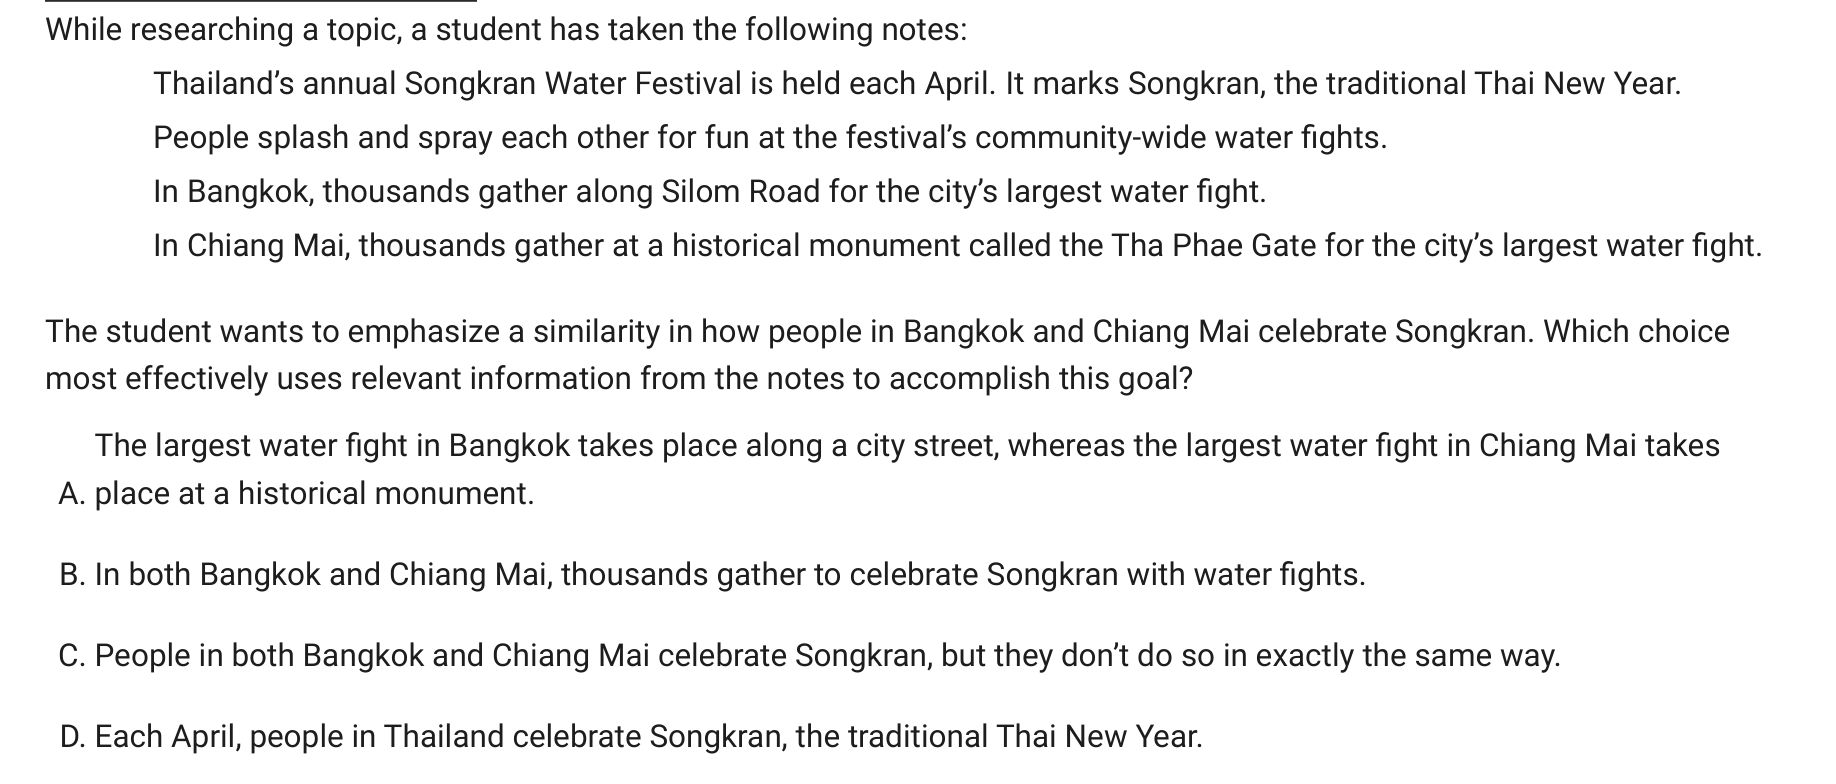 While researching a topic, a student has taken the following notes:
Thailand’s annual Songkran Water Festival is held each April. It marks Songkran, the traditional Thai New Year.
People splash and spray each other for fun at the festival’s community-wide water fights.
In Bangkok, thousands gather along Silom Road for the city’s largest water fight.
In Chiang Mai, thousands gather at a historical monument called the Tha Phae Gate for the city’s largest water fight.
The student wants to emphasize a similarity in how people in Bangkok and Chiang Mai celebrate Songkran. Which choice
most effectively uses relevant information from the notes to accomplish this goal?
The largest water fight in Bangkok takes place along a city street, whereas the largest water fight in Chiang Mai takes
A. place at a historical monument.
B. In both Bangkok and Chiang Mai, thousands gather to celebrate Songkran with water fights.
C. People in both Bangkok and Chiang Mai celebrate Songkran, but they don’t do so in exactly the same way.
D. Each April, people in Thailand celebrate Songkran, the traditional Thai New Year.